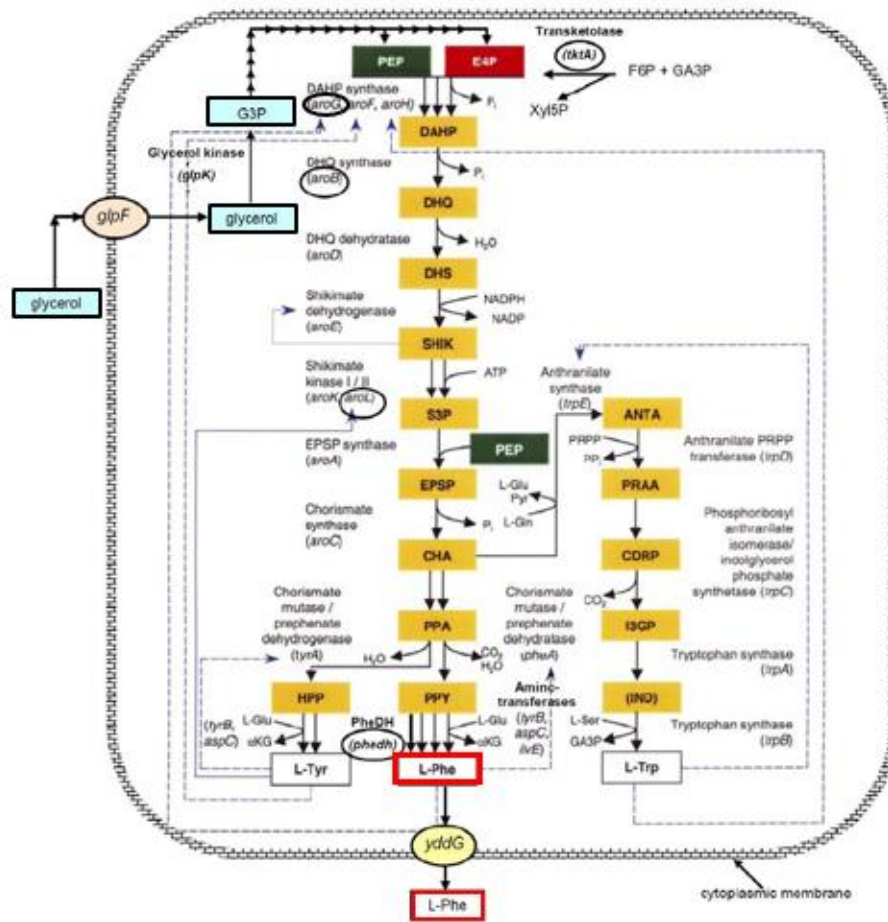 Transketolase
(tktA)
PEP
E4P
F6P + GA3P
Xyl5P
DAHP synthase
(aroG, aroF, aroH)
Pi
G3P
DAHP
Glycerol kinase
(glpK)
DHQ synthase
(aroB)
Pi
glpF
glycerol
DHQ
glycerol
DHQ dehydratase
(aroD)
H2O
DHS
Shikimate
dehydrogenase
(aroE)
NADPH
NADP
SHIK
Shikimate
kinase I / II
(aroK, aroL)
ATP
Anthranilate
synthase
(trpE)
S3P
ANTA
EPSP synthase
(aroA)
PEP
PRPP
PPi
Anthranilate PRPP
transferase (trpD)
EPSP
L-Glu
Pyr
L-Gln
PRAA
Chorismate
synthase
(aroC)
Pi
Phosphoribosyl
anthranilate
isomerase/
indolglycerol
phosphate
synthetase (trpC)
CHA
CDRP
CO2
Chorismate
mutase /
prephenate
dehydrogenase
(tyrA)
PPA
Chorismate
mutase /
prephenate
dehydratase
(pheA)
I3GP
H2O
CO2
H2O
Tryptophan synthase
(trpA)
HPP
PPY
Amino-
transferases
(tyrB,
aspC,
ilvE)
(IND)
(tyrB,
aspC)
L-Glu
αKG
PheDH
(phedh)
L-Glu
αKG
L-Ser
GA3P
Tryptophan synthase
(trpB)
L-Tyr
L-Phe
L-Trp
yddG
cytoplasmic membrane
L-Phe